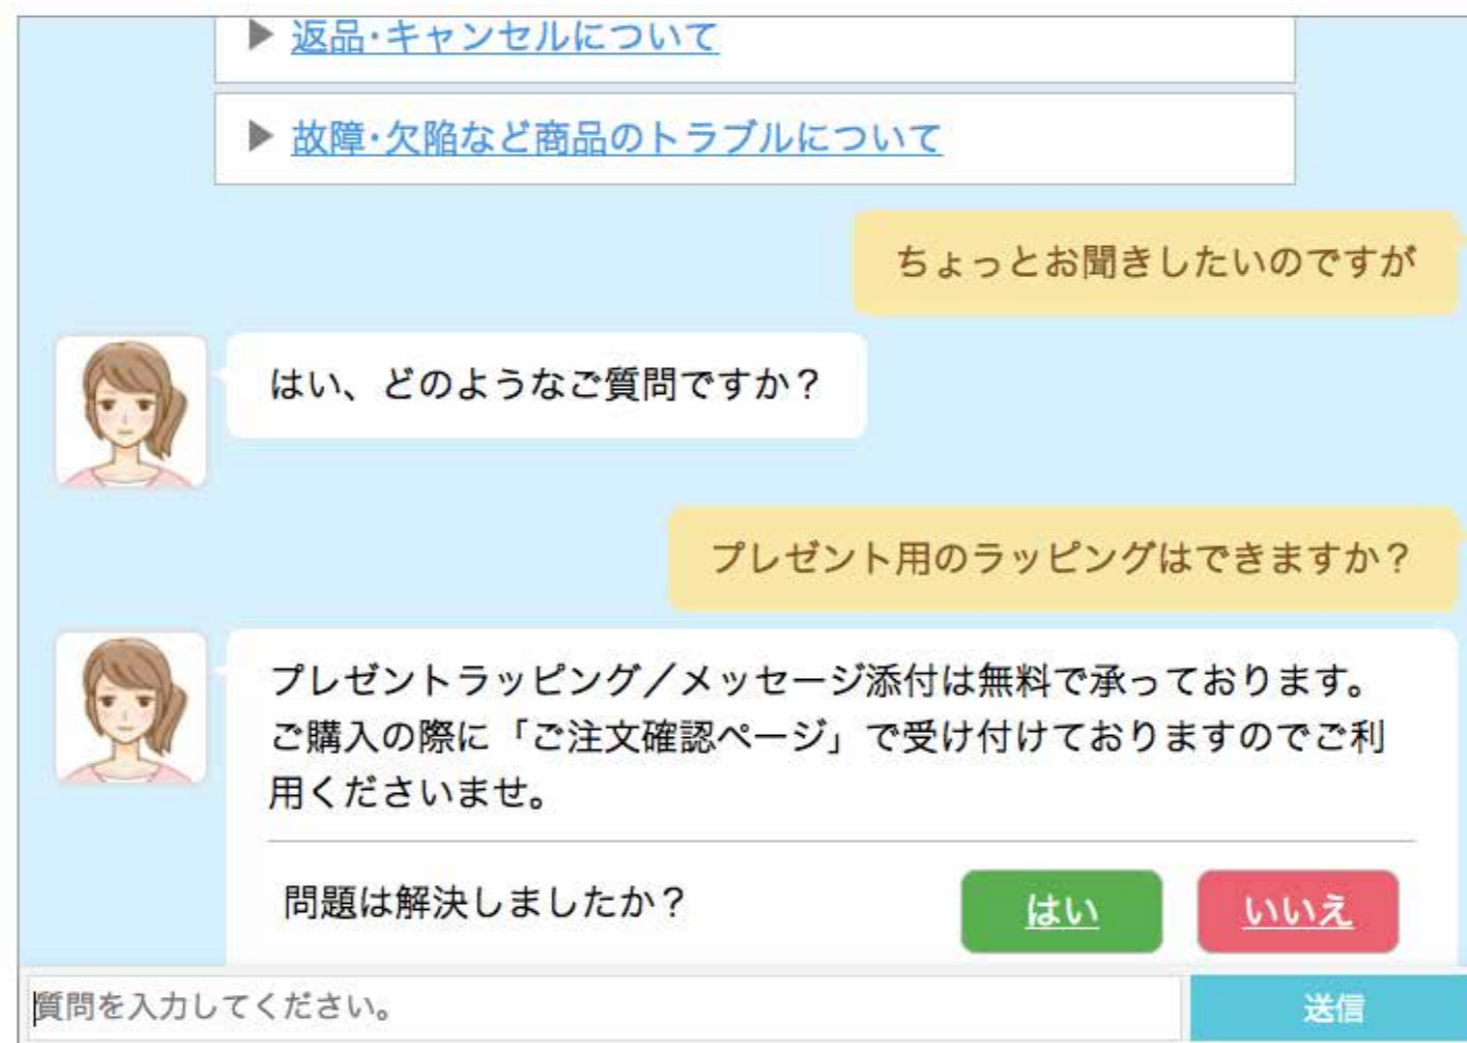 ▶ 返品･キャンセルについて
▶ 故障･欠陥など商品のトラブルについて
ちょっとお聞きしたいのですが
はい、どのようなご質問ですか？
プレゼント用のラッピングはできますか？
プレゼントラッピング／メッセージ添付は無料で承っております。
ご購入の際に「ご注文確認ページ」で受け付けておりますのでご利
用くださいませ。
問題は解決しましたか？ はい いいえ
質問を入力してください。 送信